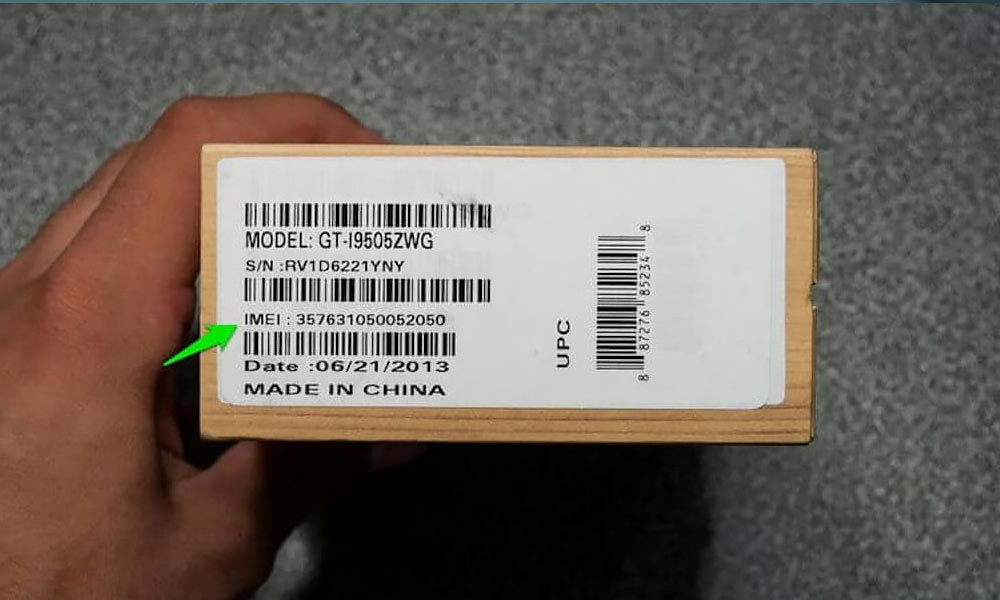 MODEL: GT-I9505ZWG
S/N :RV1D6221YNY
IMEI : 357631050052050
Date :06/21/2013
MADE IN CHINA
UPC
8 87276 85234 8